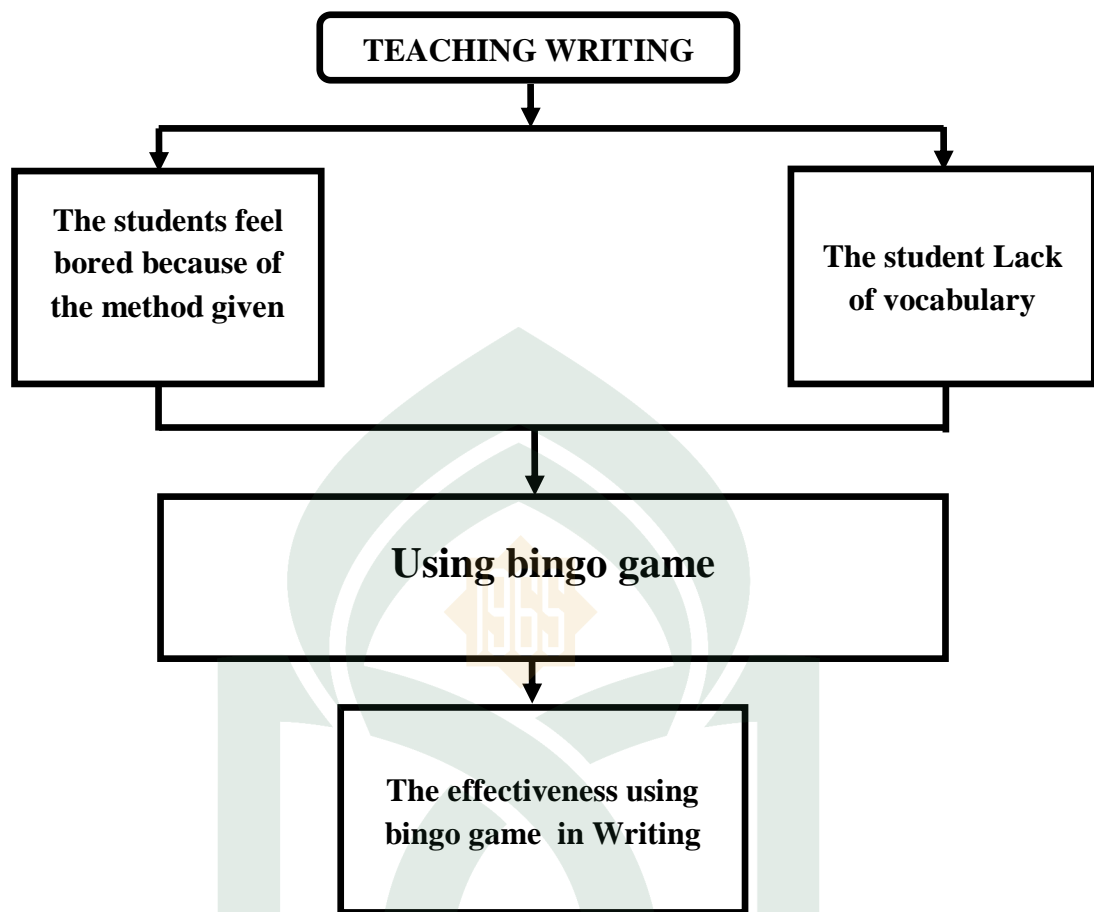 TEACHING WRITING
The students feel
bored because of
the method given
The student Lack
of vocabulary
Using bingo game
1965
The effectiveness using
bingo game in Writing